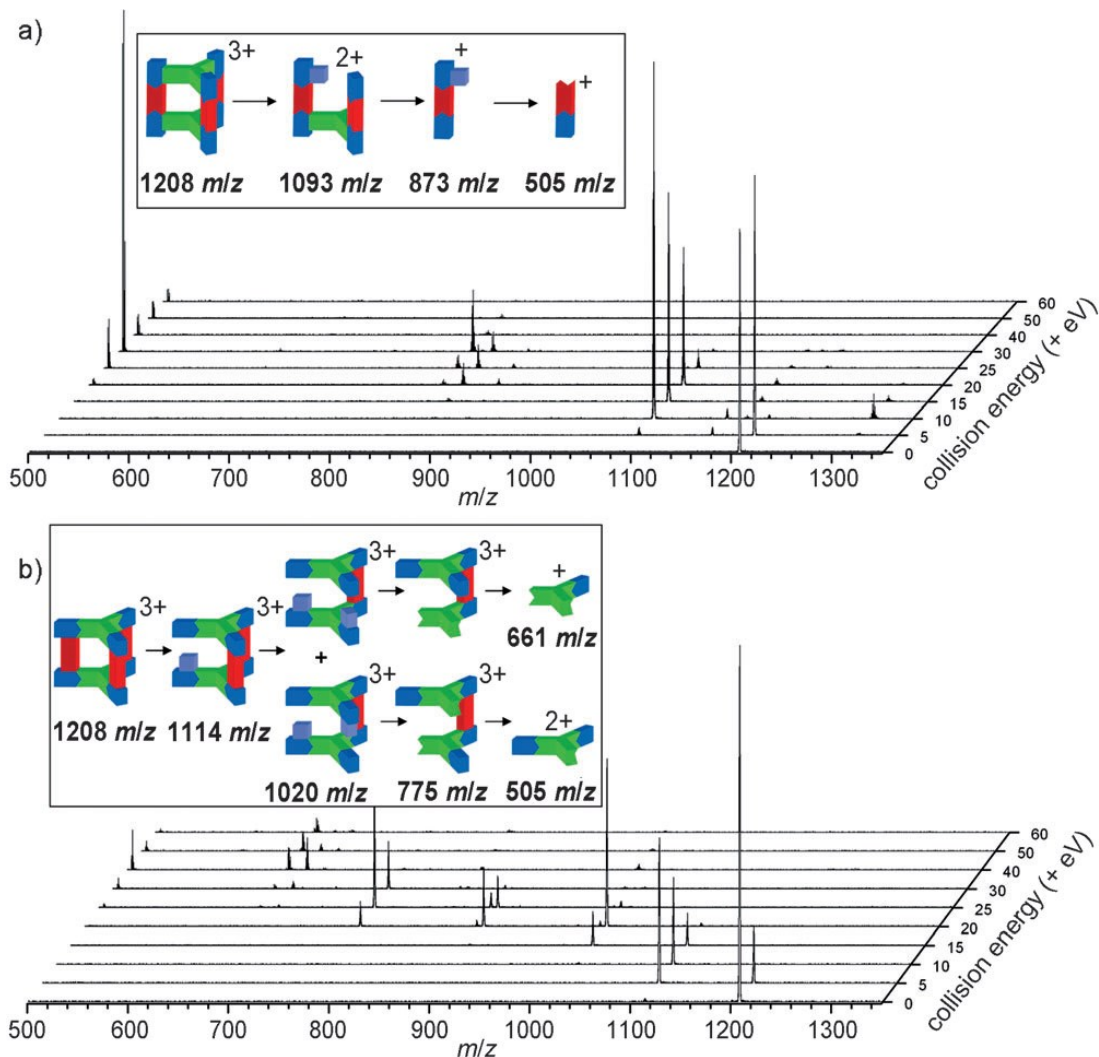 a)
3+ 2+ + +
1208 m/z 1093 m/z 873 m/z 505 m/z
60
50
40
30
25
20
15
10
5
0
collision energy (+ eV)
500 600 700 800 900 1000 1100 1200 1300
m/z
b)
3+ 3+ 3+ 3+ +
661 m/z
+
3+ 3+ 2+
1208 m/z 1114 m/z
1020 m/z 775 m/z 505 m/z
60
50
40
30
25
20
15
10
5
0
collision energy (+ eV)
500 600 700 800 900 1000 1100 1200 1300
m/z